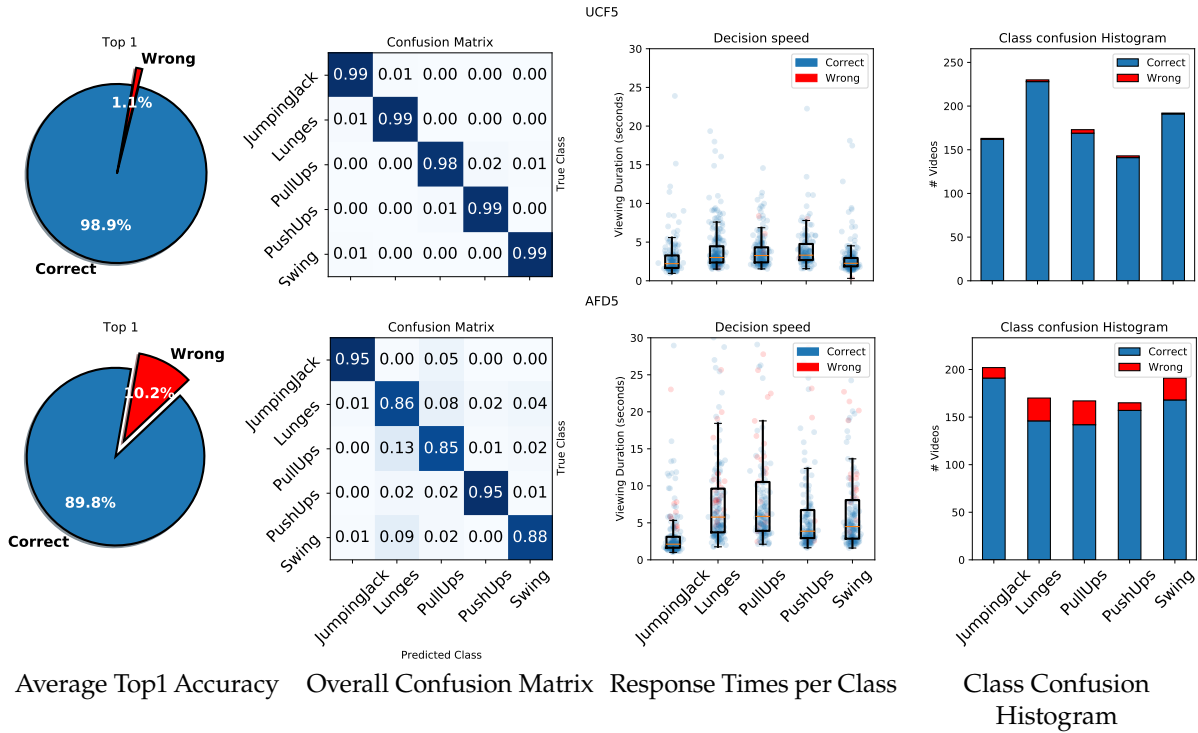 UCF5
Top 1
Wrong
1.1%
98.9%
Correct
Confusion Matrix
JumpingJack
Lunges
PullUps
PushUps
Swing
0.99 0.01 0.00 0.00 0.00
0.01 0.99 0.00 0.00 0.00
0.00 0.00 0.98 0.02 0.01
0.00 0.00 0.01 0.99 0.00
0.01 0.00 0.00 0.00 0.99
True Class
Decision speed
Viewing Duration (seconds)
30
25
20
15
10
5
0
Correct
Wrong
Class confusion Histogram
# Videos
250
200
150
100
50
0
Correct
Wrong
AFD5
Top 1
Wrong
10.2%
89.8%
Correct
Confusion Matrix
JumpingJack
Lunges
PullUps
PushUps
Swing
0.95 0.00 0.05 0.00 0.00
0.01 0.86 0.08 0.02 0.04
0.00 0.13 0.85 0.01 0.02
0.00 0.02 0.02 0.95 0.01
0.01 0.09 0.02 0.00 0.88
True Class
JumpingJack
Lunges
PullUps
PushUps
Swing
Predicted Class
Decision speed
Viewing Duration (seconds)
30
25
20
15
10
5
0
Correct
Wrong
JumpingJack
Lunges
PullUps
PushUps
Swing
Class confusion Histogram
# Videos
200
150
100
50
0
Correct
Wrong
JumpingJack
Lunges
PullUps
PushUps
Swing
Average Top1 Accuracy
Overall Confusion Matrix
Response Times per Class
Class Confusion
Histogram